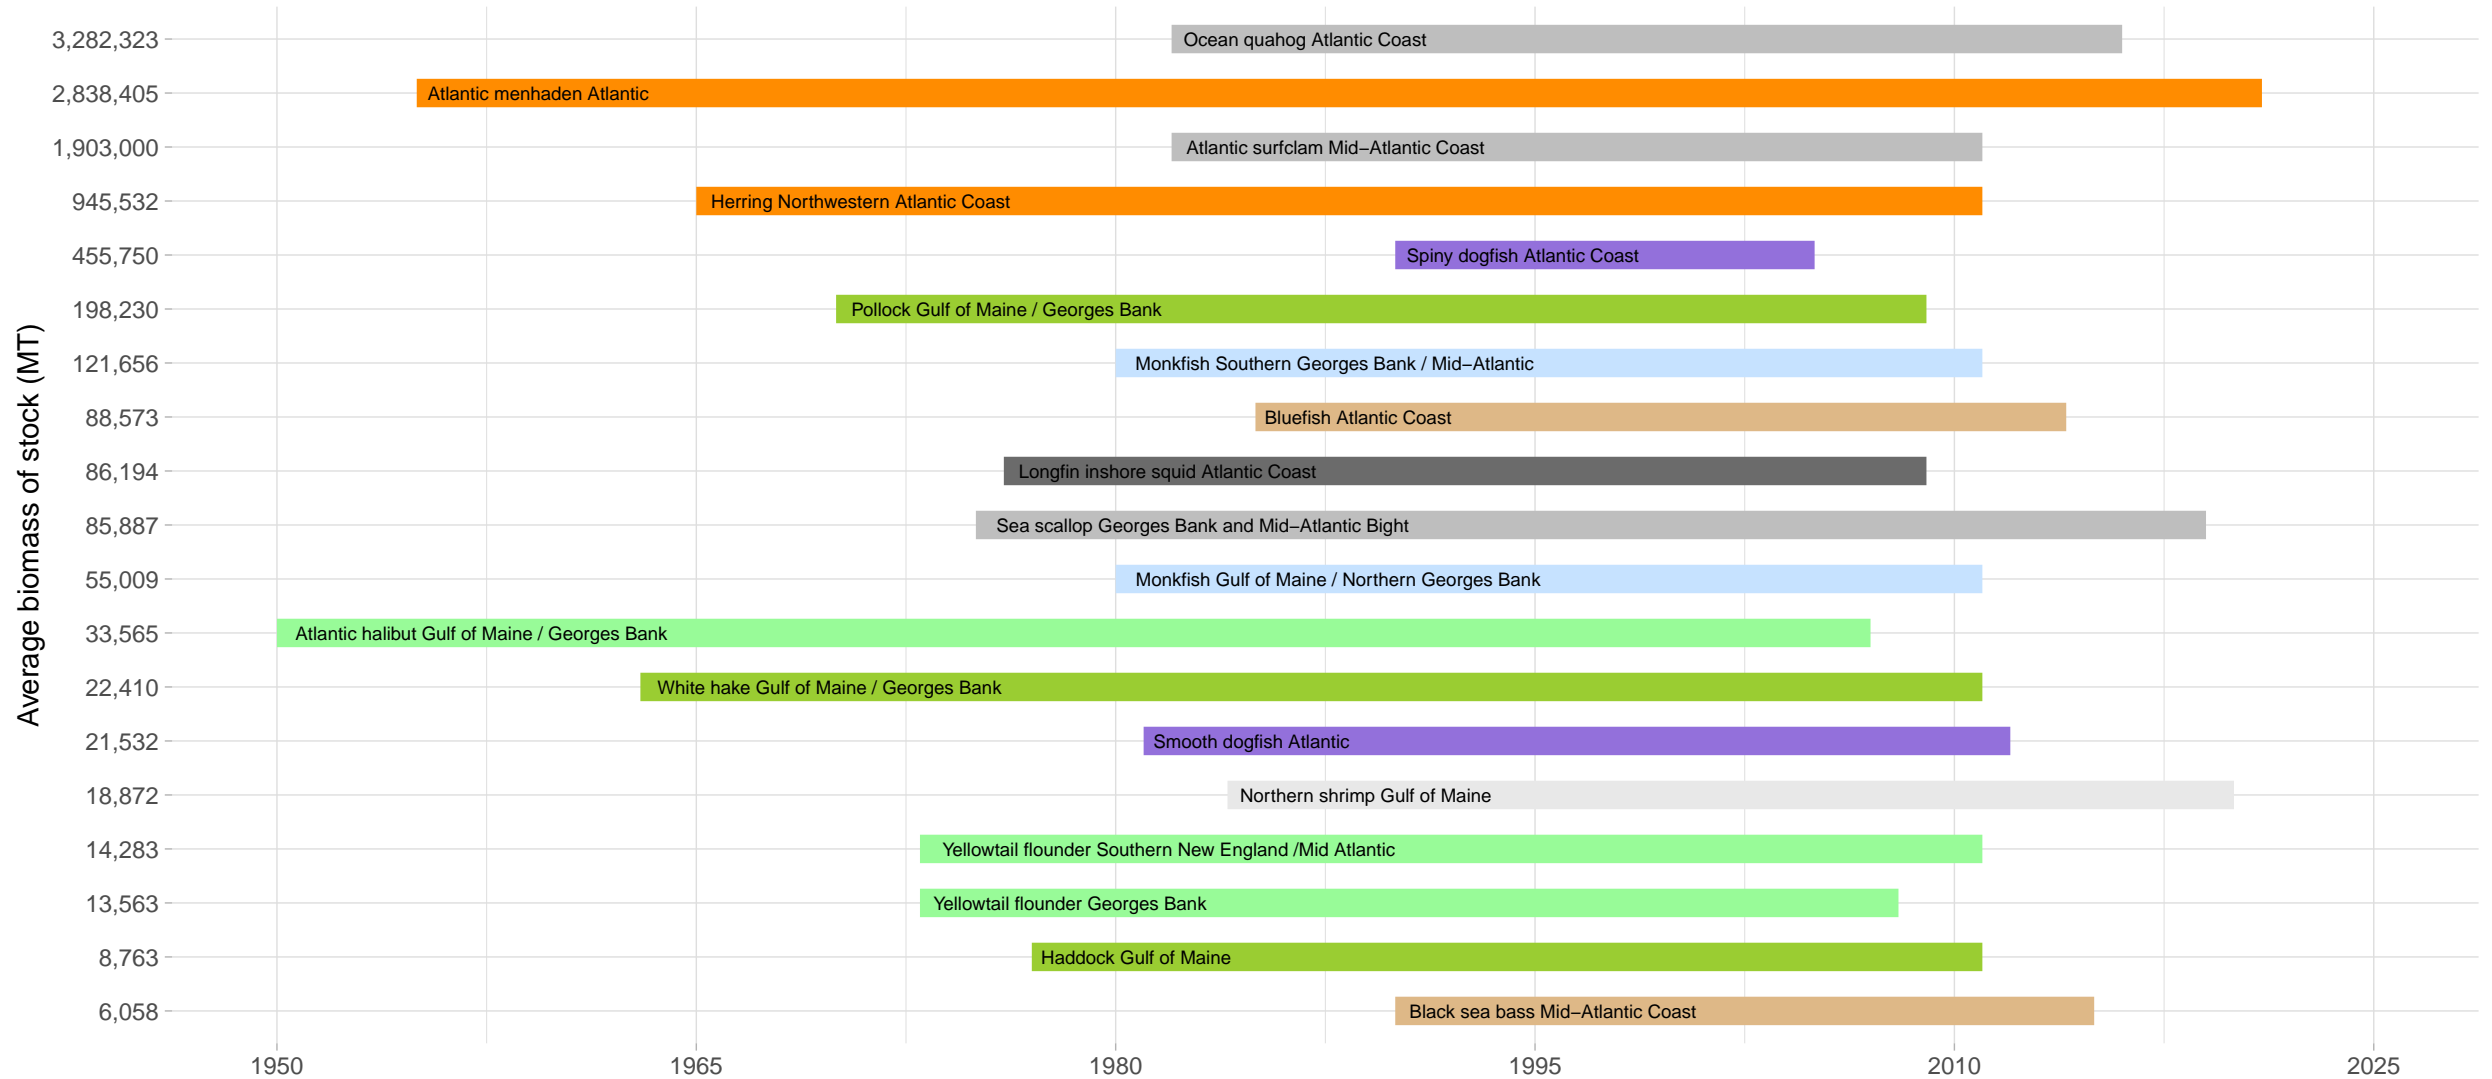 Average biomass of stock (MT)
3,282,323 Ocean quahog Atlantic Coast
2,838,405 Atlantic menhaden Atlantic
1,903,000 Atlantic surfclam Mid−Atlantic Coast
945,532 Herring Northwestern Atlantic Coast
455,750 Spiny dogfish Atlantic Coast
198,230 Pollock Gulf of Maine / Georges Bank
121,656 Monkfish Southern Georges Bank / Mid−Atlantic
88,573 Bluefish Atlantic Coast
86,194 Longfin inshore squid Atlantic Coast
85,887 Sea scallop Georges Bank and Mid−Atlantic Bight
55,009 Monkfish Gulf of Maine / Northern Georges Bank
33,565 Atlantic halibut Gulf of Maine / Georges Bank
22,410 White hake Gulf of Maine / Georges Bank
21,532 Smooth dogfish Atlantic
18,872 Northern shrimp Gulf of Maine
14,283 Yellowtail flounder Southern New England /Mid Atlantic
13,563 Yellowtail flounder Georges Bank
8,763 Haddock Gulf of Maine
6,058 Black sea bass Mid−Atlantic Coast
1950 1965 1980 1995 2010 2025